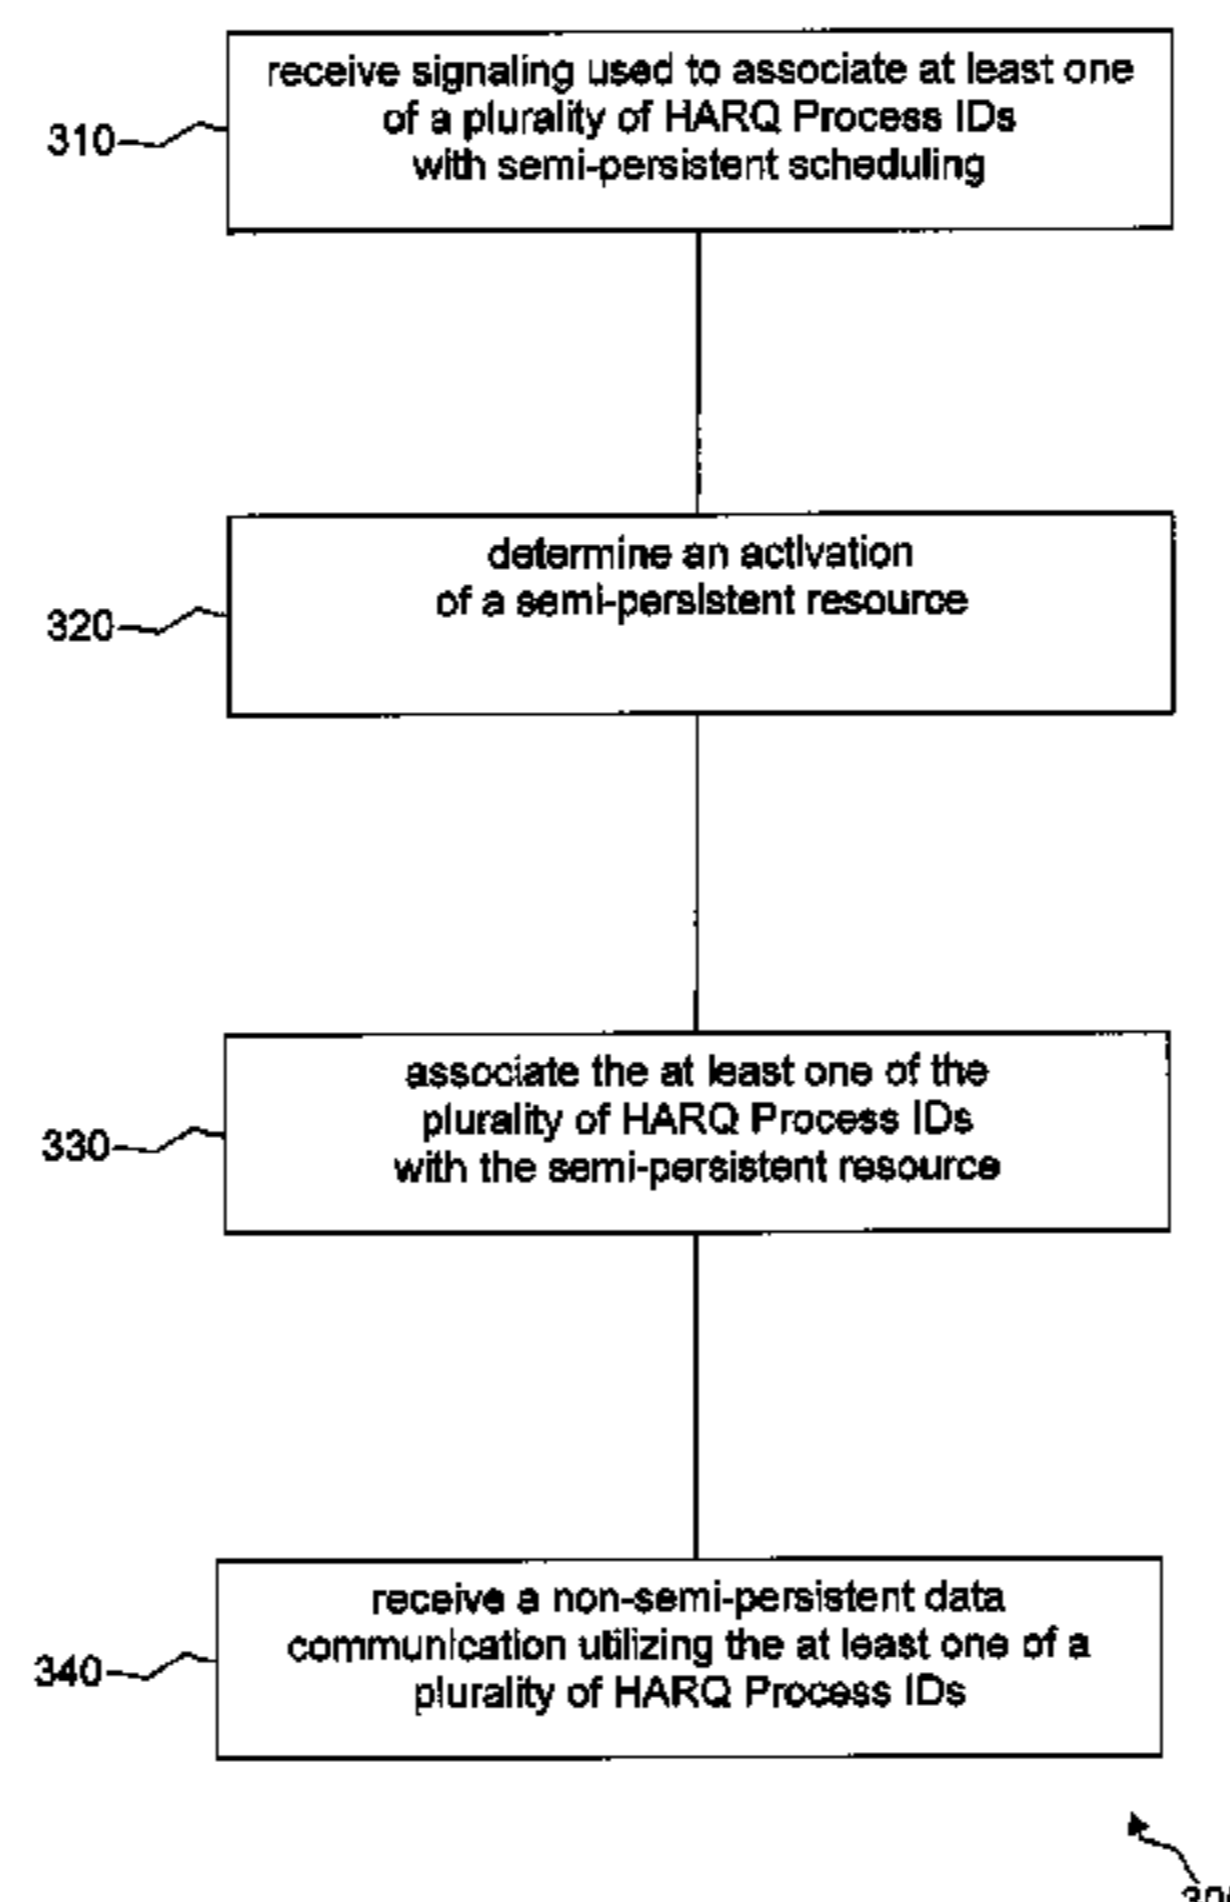 receive signaling used to associate at least one
of a plurality of HARQ Process IDs
with semi-persistent scheduling
310
determine an activation
of a semi-persistent resource
320
associate the at least one of the
plurality of HARQ Process IDs
with the semi-persistent resource
330
receive a non-semi-persistent data
communication utilizing the at least one of a
plurality of HARQ Process IDs
340